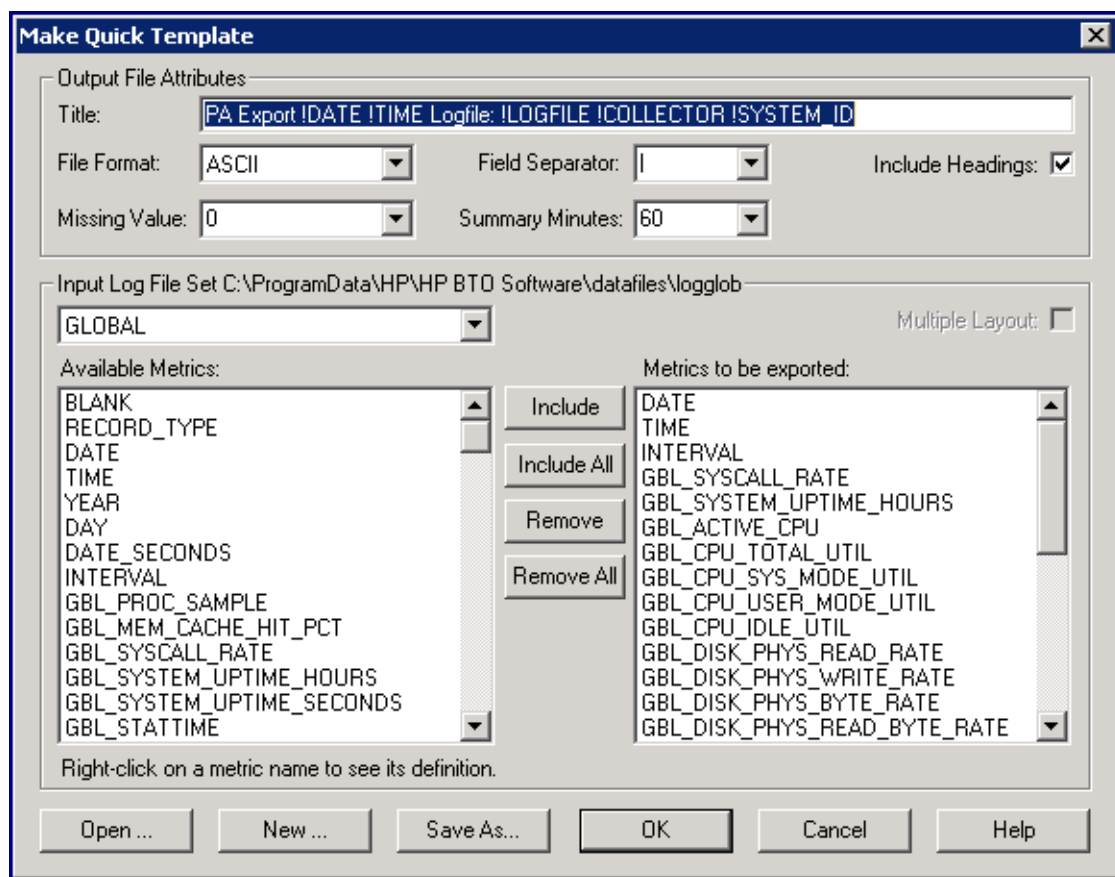 Make Quick Template
Output File Attributes
Title: PA Export !DATE !TIME Logfile: !LOGFILE !COLLECTOR !SYSTEM_ID
File Format: ASCII Field Separator: | Include Headings:
Missing Value: 0 Summary Minutes: 60
Input Log File Set C:\ProgramData\HP\HP BTO Software\datafiles\logglob
GLOBAL Multiple Layout:
Available Metrics:
BLANK
RECORD_TYPE
DATE
TIME
YEAR
DAY
DATE_SECONDS
INTERVAL
GBL_PROC_SAMPLE
GBL_MEM_CACHE_HIT_PCT
GBL_SYSCALL_RATE
GBL_SYSTEM_UPTIME_HOURS
GBL_SYSTEM_UPTIME_SECONDS
GBL_STATTIME
Include
Include All
Remove
Remove All
Metrics to be exported:
DATE
TIME
INTERVAL
GBL_SYSCALL_RATE
GBL_SYSTEM_UPTIME_HOURS
GBL_ACTIVE_CPU
GBL_CPU_TOTAL_UTIL
GBL_CPU_SYS_MODE_UTIL
GBL_CPU_USER_MODE_UTIL
GBL_CPU_IDLE_UTIL
GBL_DISK_PHYS_READ_RATE
GBL_DISK_PHYS_WRITE_RATE
GBL_DISK_PHYS_BYTE_RATE
GBL_DISK_PHYS_READ_BYTE_RATE
Right-click on a metric name to see its definition.
Open ... New ... Save As... OK Cancel Help